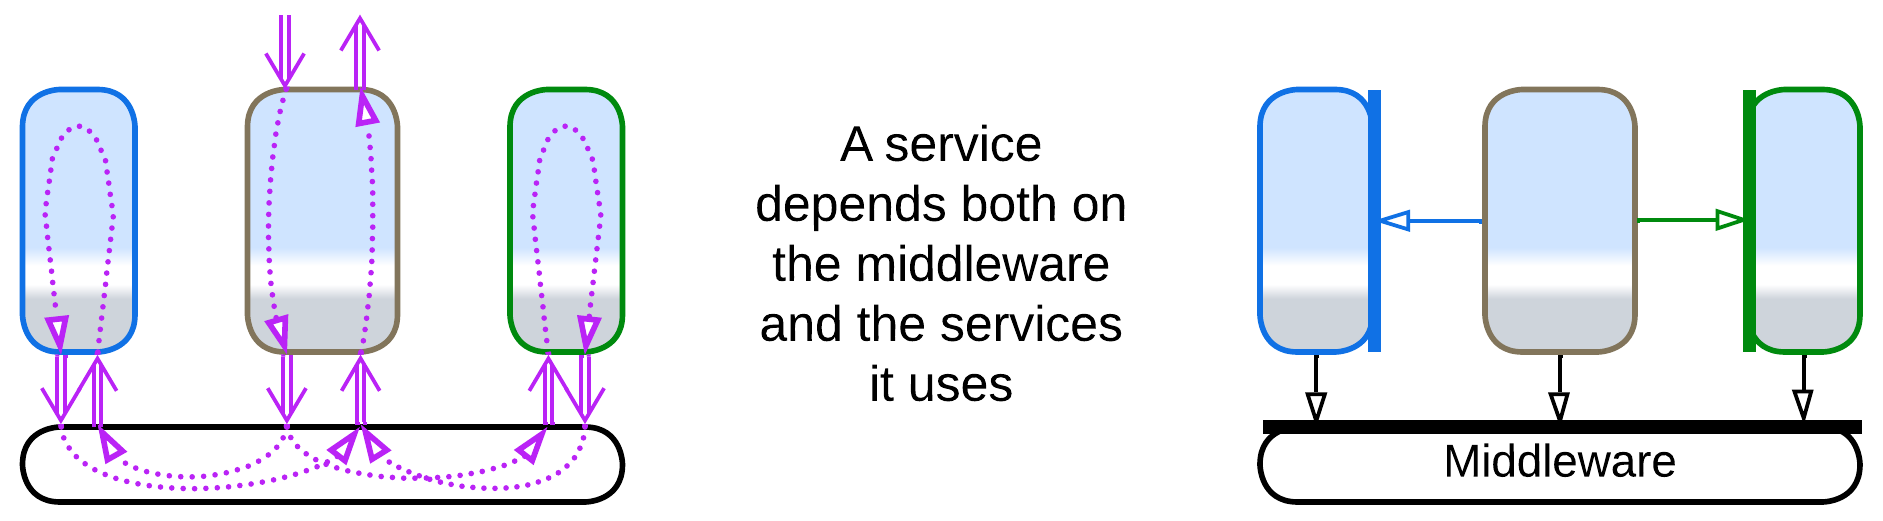 A service
depends both on
the middleware
and the services
it uses
Middleware